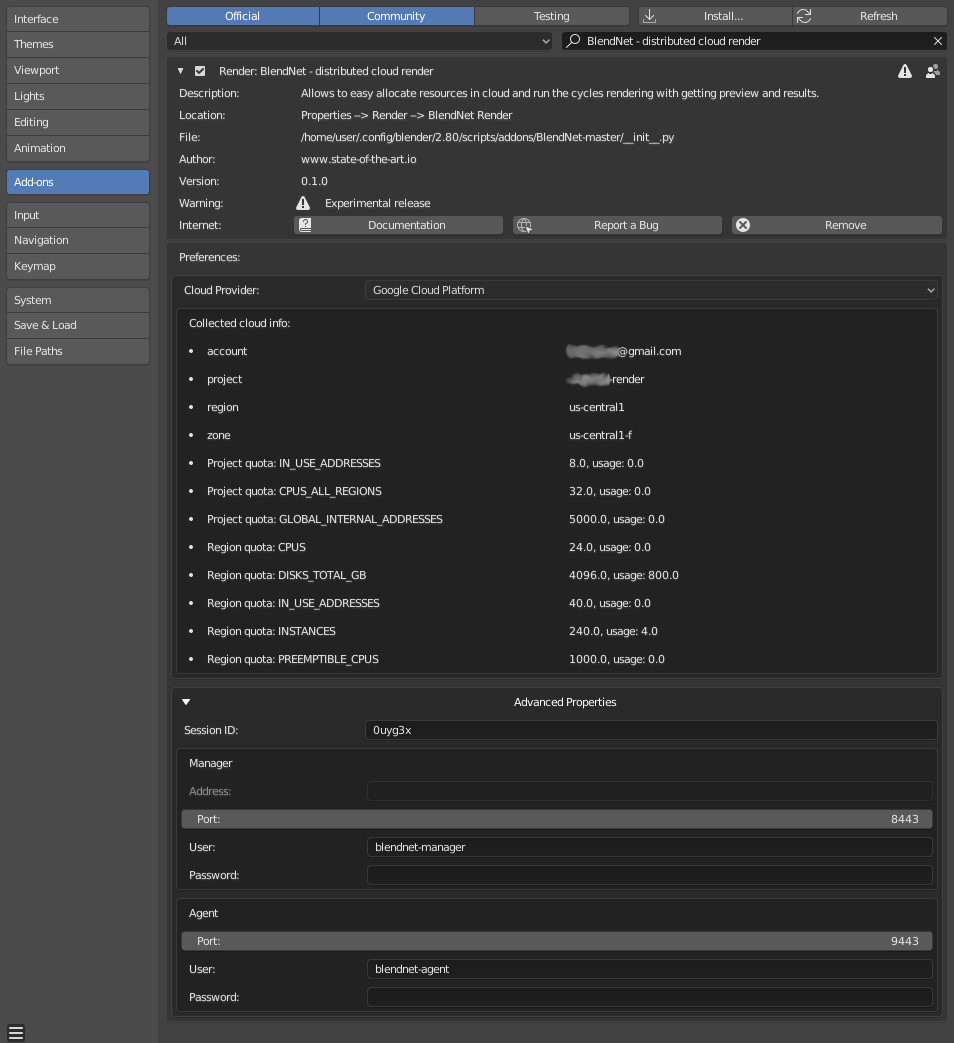 Interface
Themes
Viewport
Lights
Editing
Animation
Add-ons
Input
Navigation
Keymap
System
Save & Load
File Paths
Official Community Testing Install... Refresh
All BlendNet - distributed cloud render
Render: BlendNet - distributed cloud render
Description: Allows to easy allocate resources in cloud and run the cycles rendering with getting preview and results.
Location: Properties --> Render --> BlendNet Render
File: /home/user/.config/blender/2.80/scripts/addons/BlendNet-master/__init__.py
Author: www.state-of-the-art.io
Version: 0.1.0
Warning: Experimental release
Internet: Documentation Report a Bug Remove
Preferences:
Cloud Provider: Google Cloud Platform
Collected cloud info:
• account @gmail.com
• project -render
• region us-central1
• zone us-central1-f
• Project quota: IN_USE_ADDRESSES 8.0, usage: 0.0
• Project quota: CPUS_ALL_REGIONS 32.0, usage: 0.0
• Project quota: GLOBAL_INTERNAL_ADDRESSES 5000.0, usage: 0.0
• Region quota: CPUS 24.0, usage: 0.0
• Region quota: DISKS_TOTAL_GB 4096.0, usage: 800.0
• Region quota: IN_USE_ADDRESSES 40.0, usage: 0.0
• Region quota: INSTANCES 240.0, usage: 4.0
• Region quota: PREEMPTIBLE_CPUS 1000.0, usage: 0.0
Advanced Properties
Session ID: 0uyg3x
Manager
Address:
Port: 8443
User: blendnet-manager
Password:
Agent
Port: 9443
User: blendnet-agent
Password: